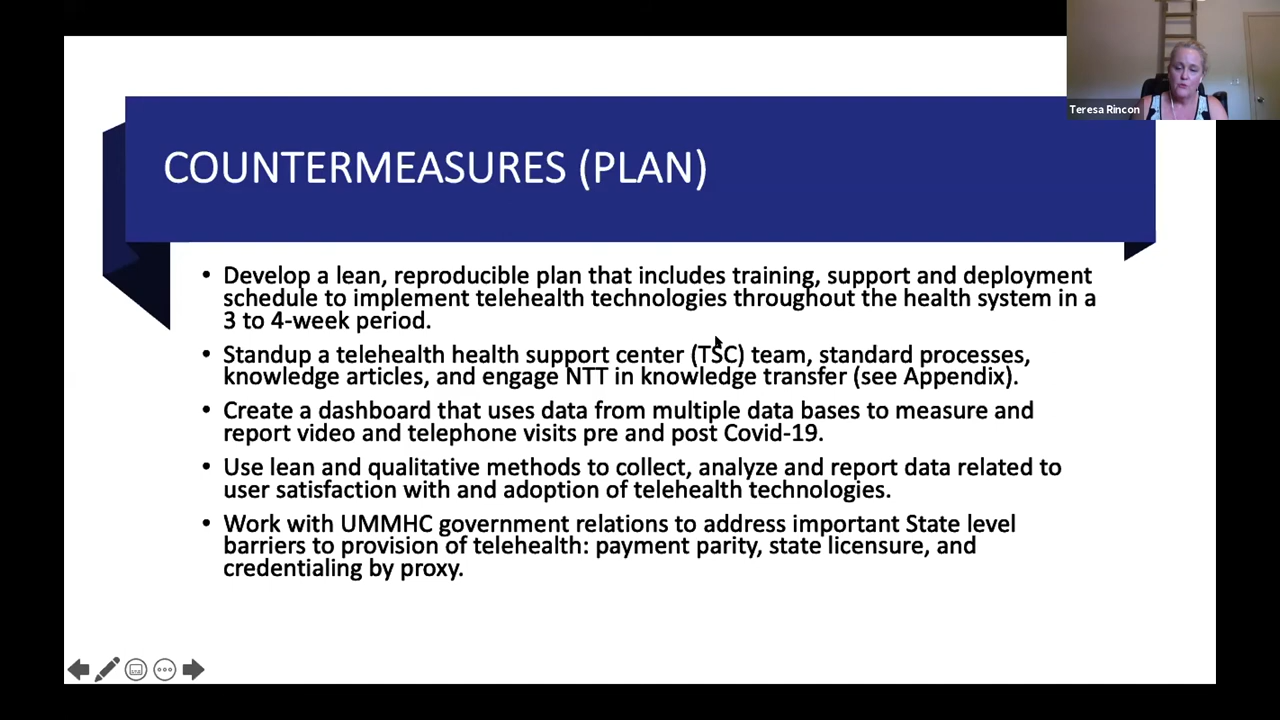 Teresa Rincon
COUNTERMEASURES (PLAN)
• Develop a lean, reproducible plan that includes training, support and deployment
schedule to implement telehealth technologies throughout the health system in a
3 to 4-week period.
• Standup a telehealth health support center (TSC) team, standard processes,
knowledge articles, and engage NTT in knowledge transfer (see Appendix).
• Create a dashboard that uses data from multiple data bases to measure and
report video and telephone visits pre and post Covid-19.
• Use lean and qualitative methods to collect, analyze and report data related to
user satisfaction with and adoption of telehealth technologies.
• Work with UMMHC government relations to address important State level
barriers to provision of telehealth: payment parity, state licensure, and
credentialing by proxy.